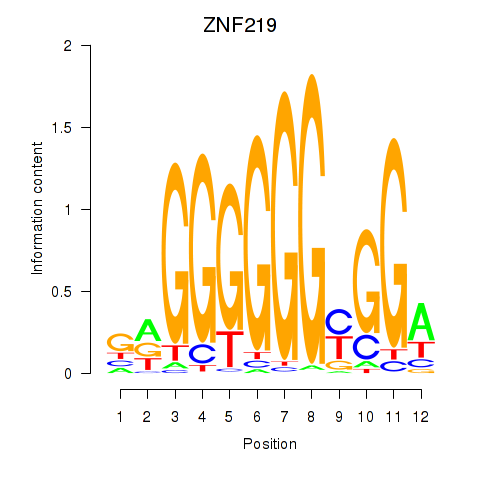 ZNF219
2
1.5
1
0.5
0
Information content
G T C A
A G T C
G T A C
G C T
G T C
G T C A
G T C
G A
C T G A
G C A T
G T C
A T C G
1 2 3 4 5 6 7 8 9 10 11 12
Position